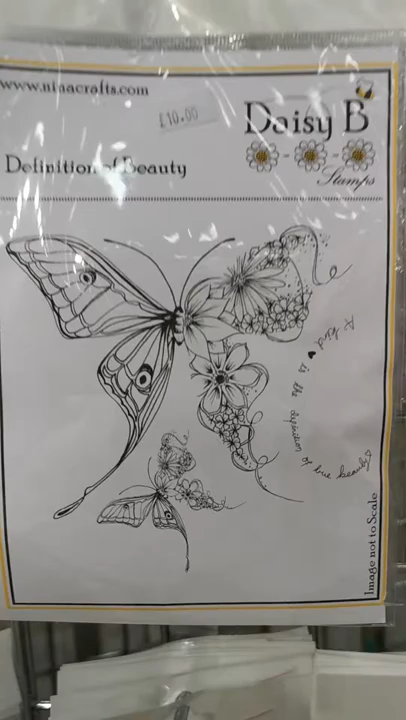 www.ninacrafts.com
£10.00
Daisy B
Stamps
Definition of Beauty
A kind ♥ is the definition of true beauty
Image not to Scale